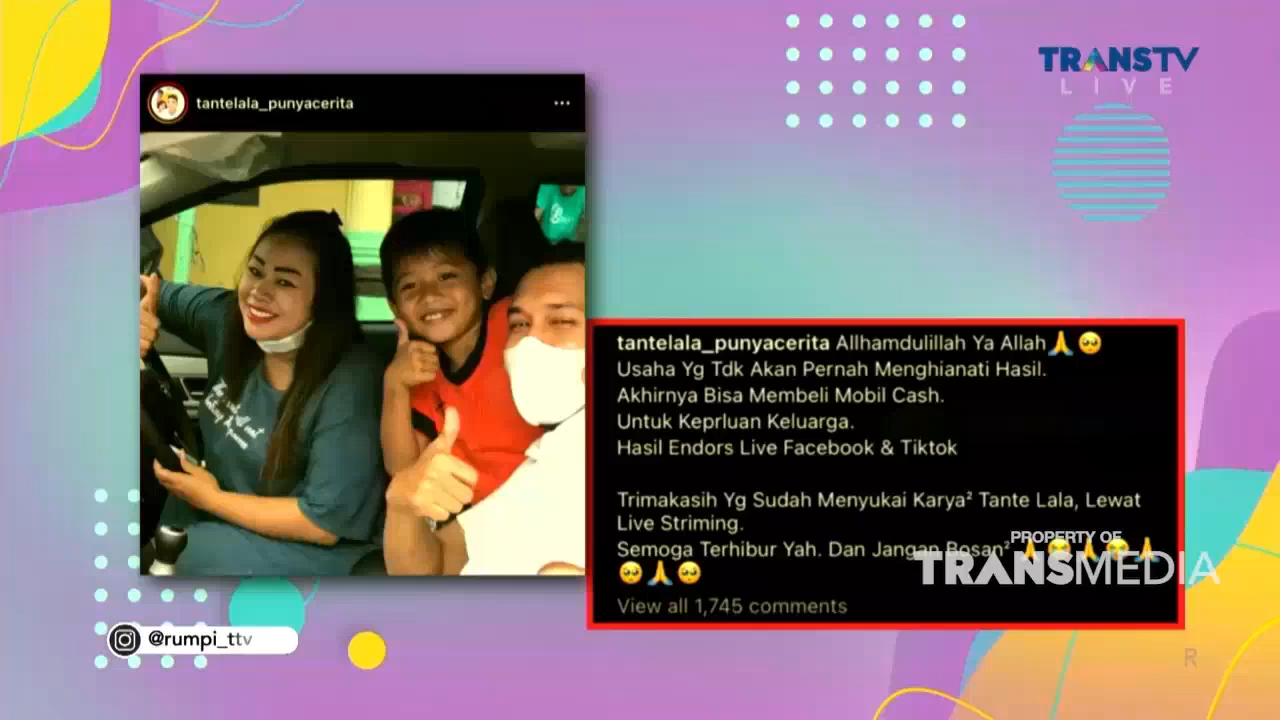 TRANSTV
LIVE
tantelala_punyacerita
tantelala_punyacerita Allhamdulillah Ya Allah🙏🥺
Usaha Yg Tdk Akan Pernah Menghianati Hasil.
Akhirnya Bisa Membeli Mobil Cash.
Untuk Keprluan Keluarga.
Hasil Endors Live Facebook & Tiktok
Trimakasih Yg Sudah Menyukai Karya² Tante Lala, Lewat
Live Striming.
Semoga Terhibur Yah. Dan Jangan Bosan² 🙏😭🙏😭🙏
🥺🙏🥺
View all 1,745 comments
PROPERTY OF
TRANSMEDIA
@rumpi_ttv
R